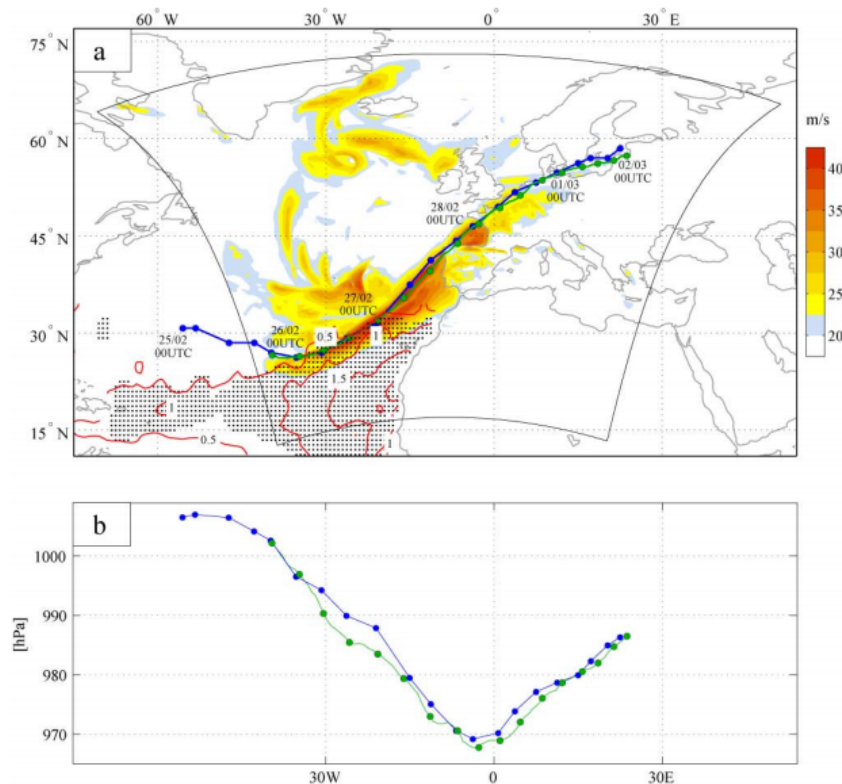 60° W 30° W 0° 30° E
a
75° N
60° N
45° N
30° N
15° N
m/s
40
35
30
25
20
02/03
00UTC
01/03
00UTC
28/02
00UTC
27/02
00UTC
26/02
00UTC
25/02
00UTC
0.5
1
1.5
1
0.5
1
b
1000
990
980
970
[hPa]
30W 0 30E